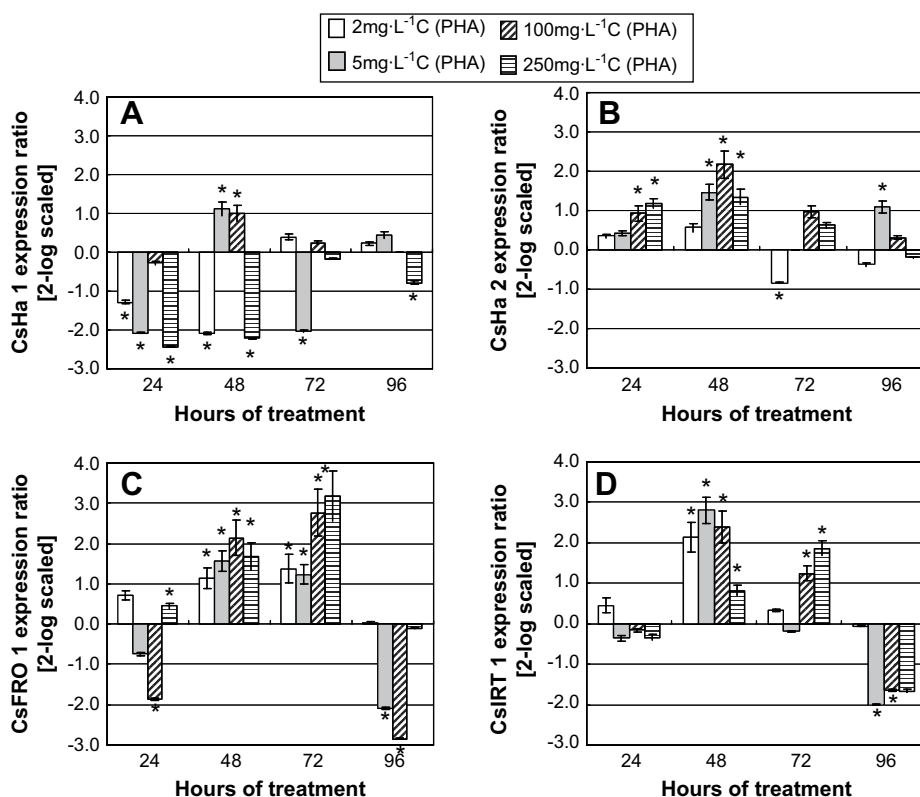 2mg·L⁻¹C (PHA) 100mg·L⁻¹C (PHA)
5mg·L⁻¹C (PHA) 250mg·L⁻¹C (PHA)
A
CsHa 1 expression ratio
[2-log scaled]
4.0
3.0
2.0
1.0
0.0
-1.0
-2.0
-3.0
* * * * * * * * *
24 48 72 96
Hours of treatment
B
CsHa 2 expression ratio
[2-log scaled]
4.0
3.0
2.0
1.0
0.0
-1.0
-2.0
-3.0
* * * * * * *
24 48 72 96
Hours of treatment
C
CsFRO 1 expression ratio
[2-log scaled]
4.0
3.0
2.0
1.0
0.0
-1.0
-2.0
-3.0
* * * * * * * * * * * *
24 48 72 96
Hours of treatment
D
CsIRT 1 expression ratio
[2-log scaled]
4.0
3.0
2.0
1.0
0.0
-1.0
-2.0
-3.0
* * * * * * * *
24 48 72 96
Hours of treatment